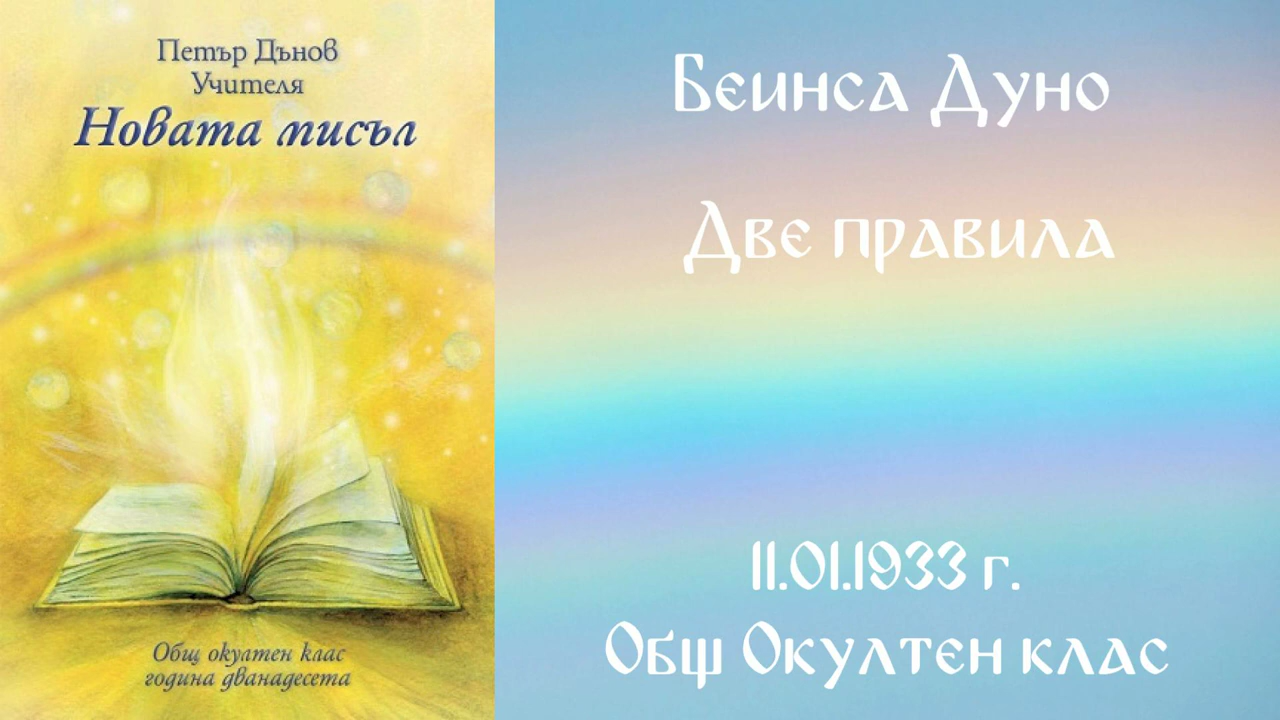 Петър Дънов
Учителя
Новата мисъл
Общ окултен клас
година дванадесета
Беинса Дуно
Две правила
11.01.1933 г.
Общ Окултен клас